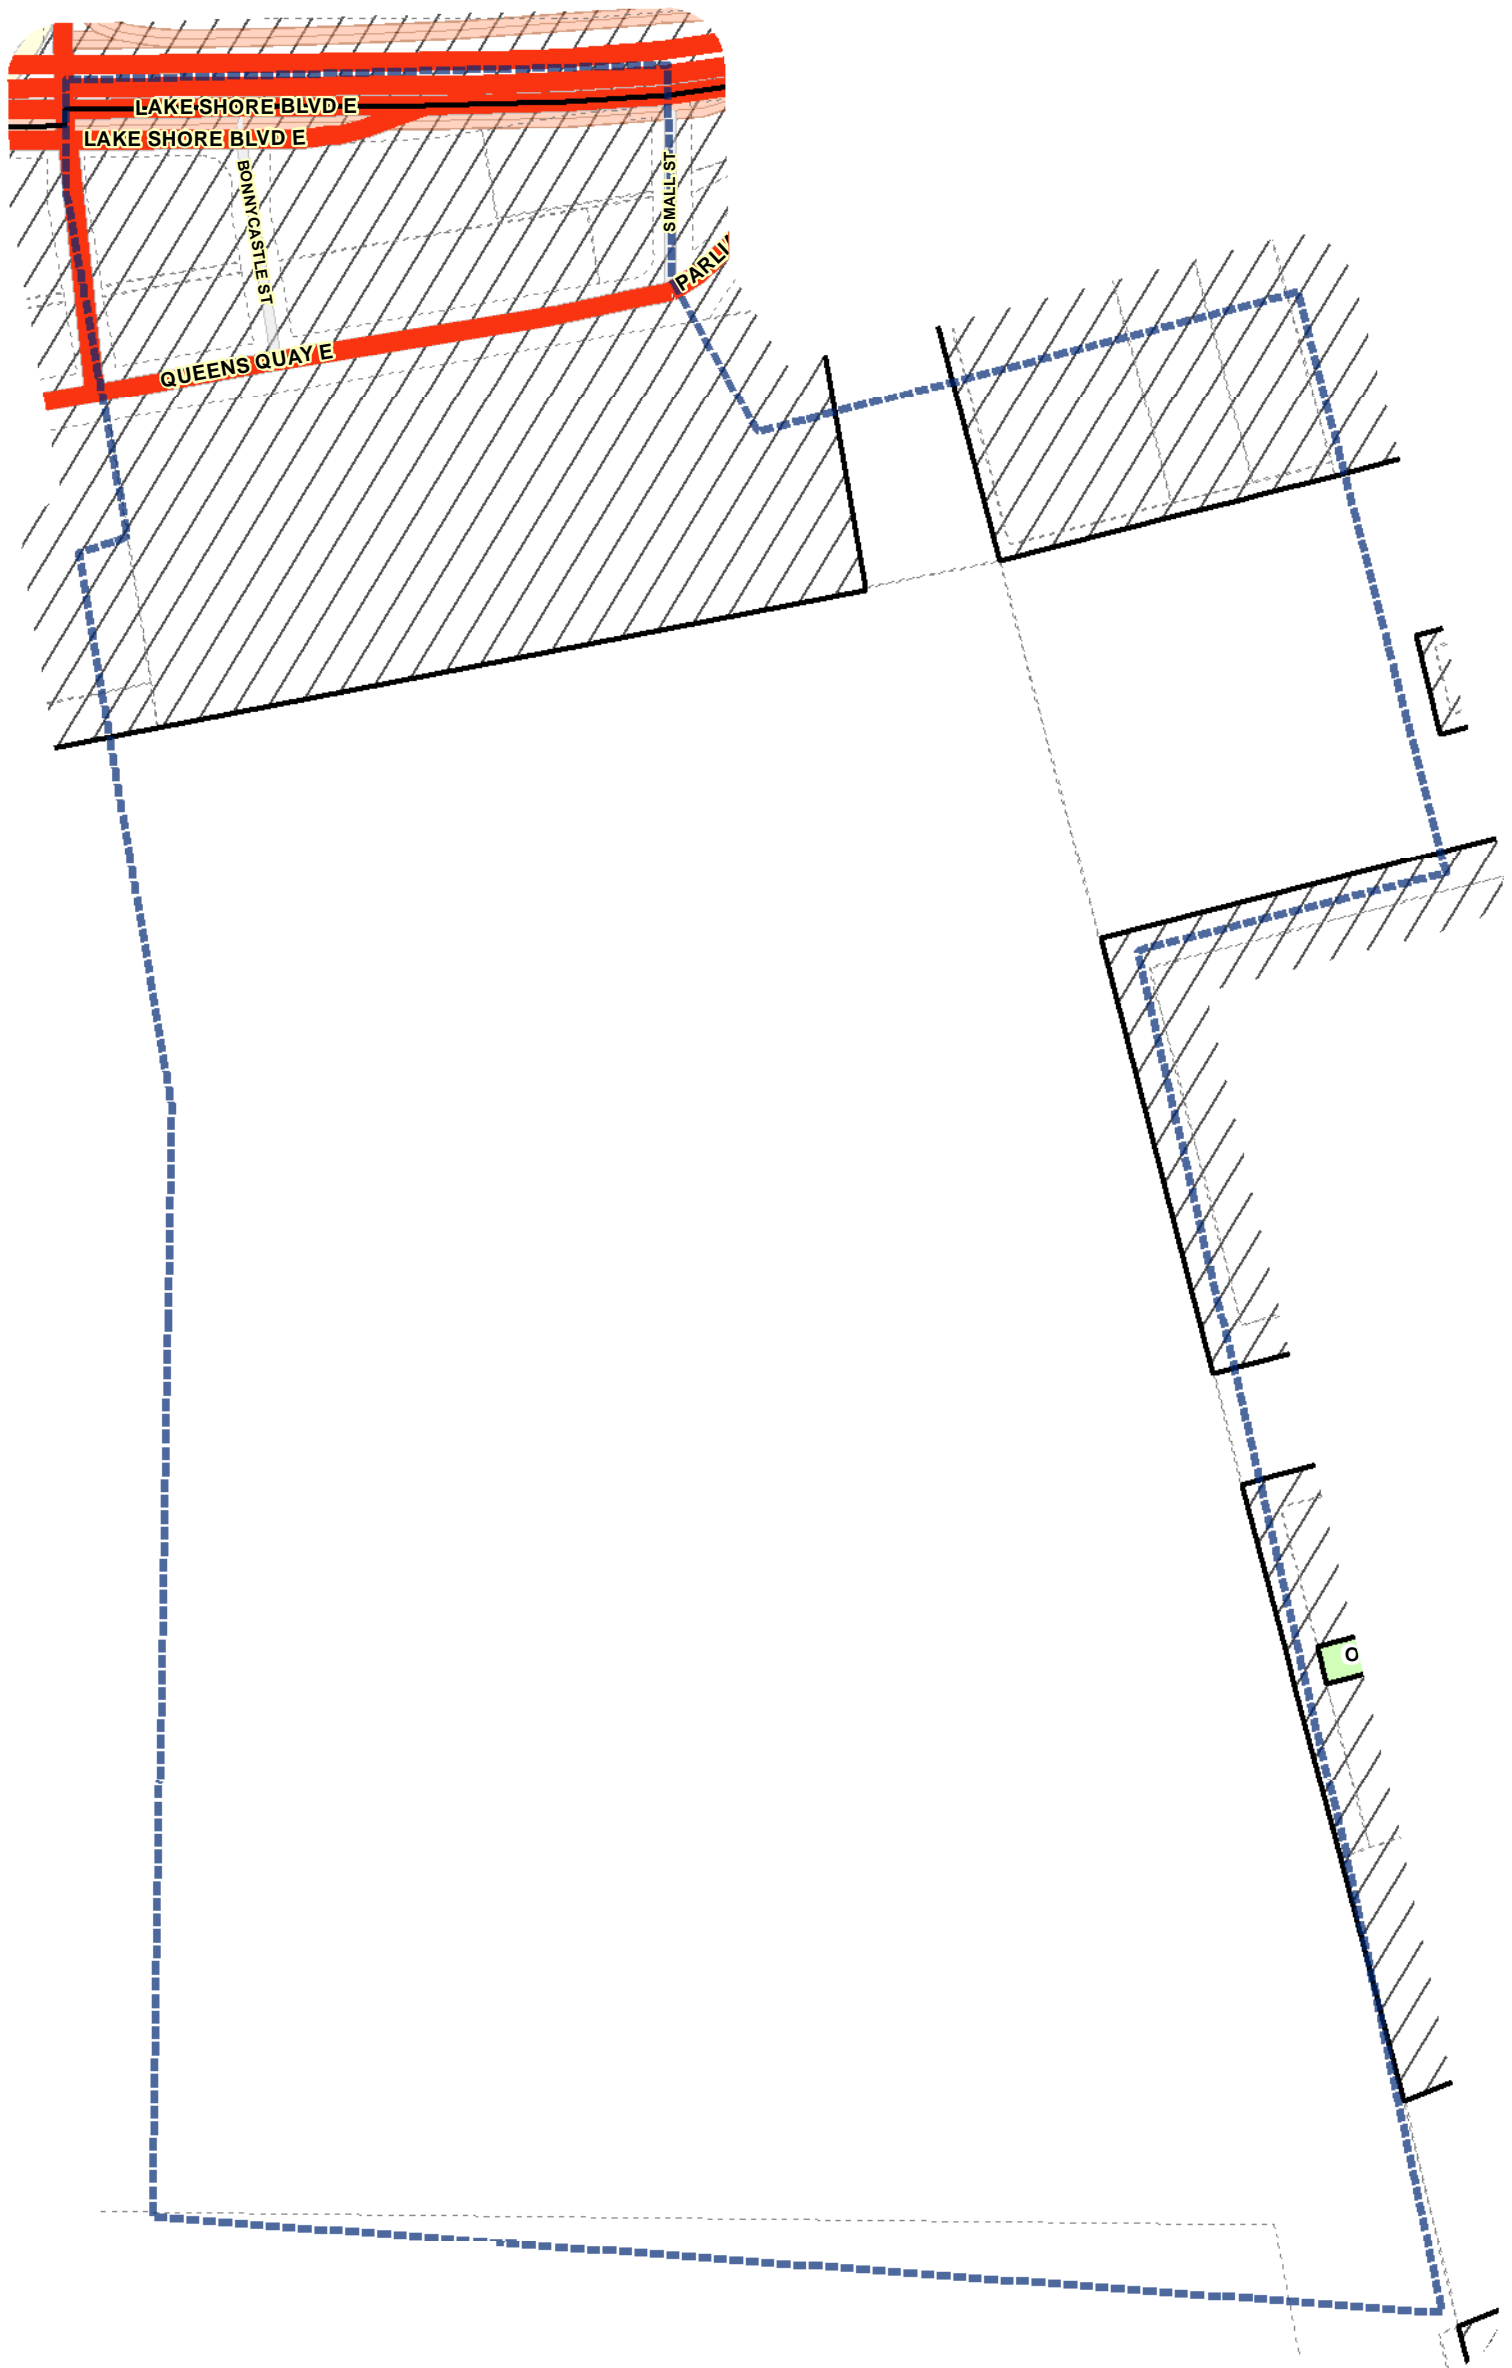 LAKE SHORE BLVD E
LAKE SHORE BLVD E
BONNYCASTLE ST
SMALL ST
PARLI
QUEENS QUAY E
O